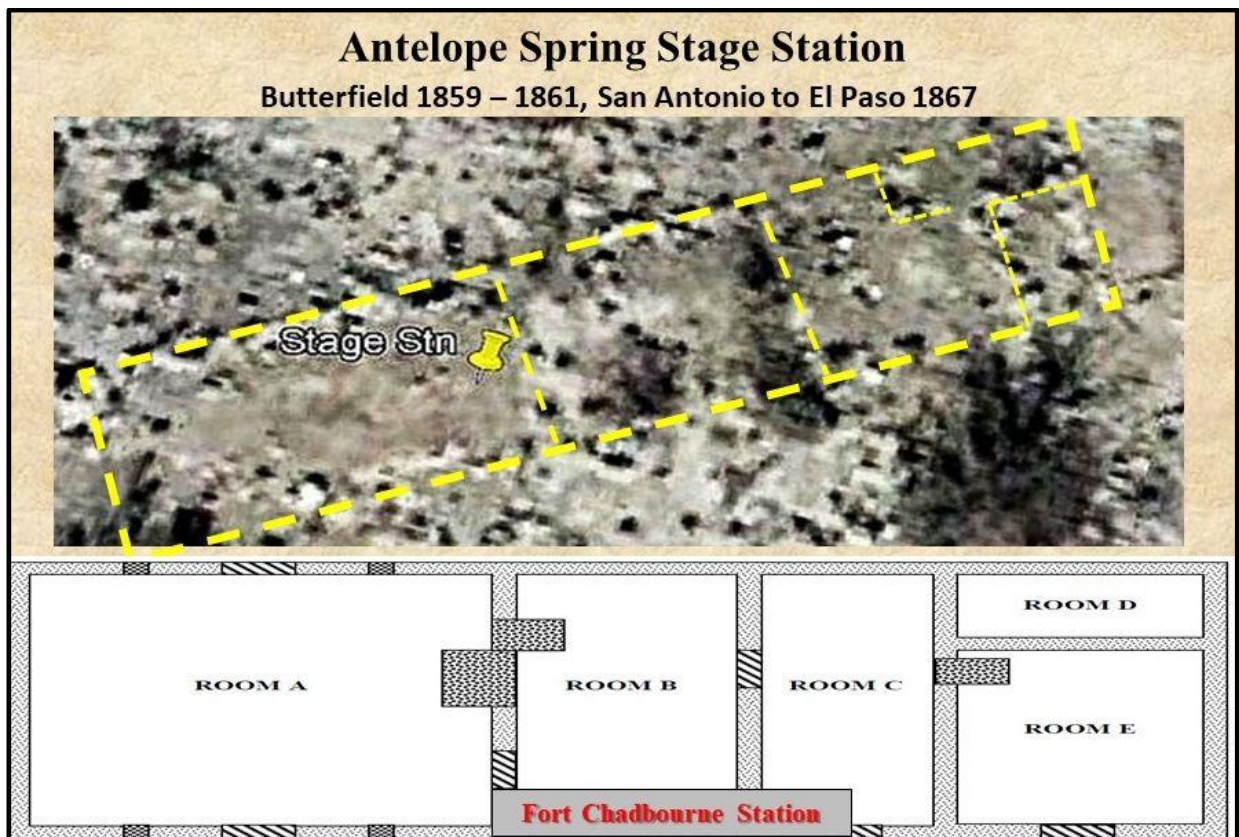 Antelope Spring Stage Station
Butterfield 1859 – 1861, San Antonio to El Paso 1867
Stage Stn
ROOM D
ROOM A
ROOM B
ROOM C
ROOM E
Fort Chadbourne Station